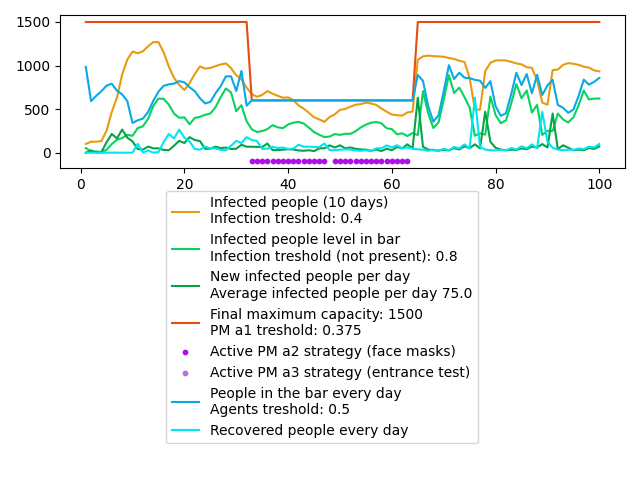 1500
1000
500
0
0 20 40 60 80 100
Infected people (10 days)
Infection treshold: 0.4
Infected people level in bar
Infection treshold (not present): 0.8
New infected people per day
Average infected people per day 75.0
Final maximum capacity: 1500
PM a1 treshold: 0.375
Active PM a2 strategy (face masks)
Active PM a3 strategy (entrance test)
People in the bar every day
Agents treshold: 0.5
Recovered people every day